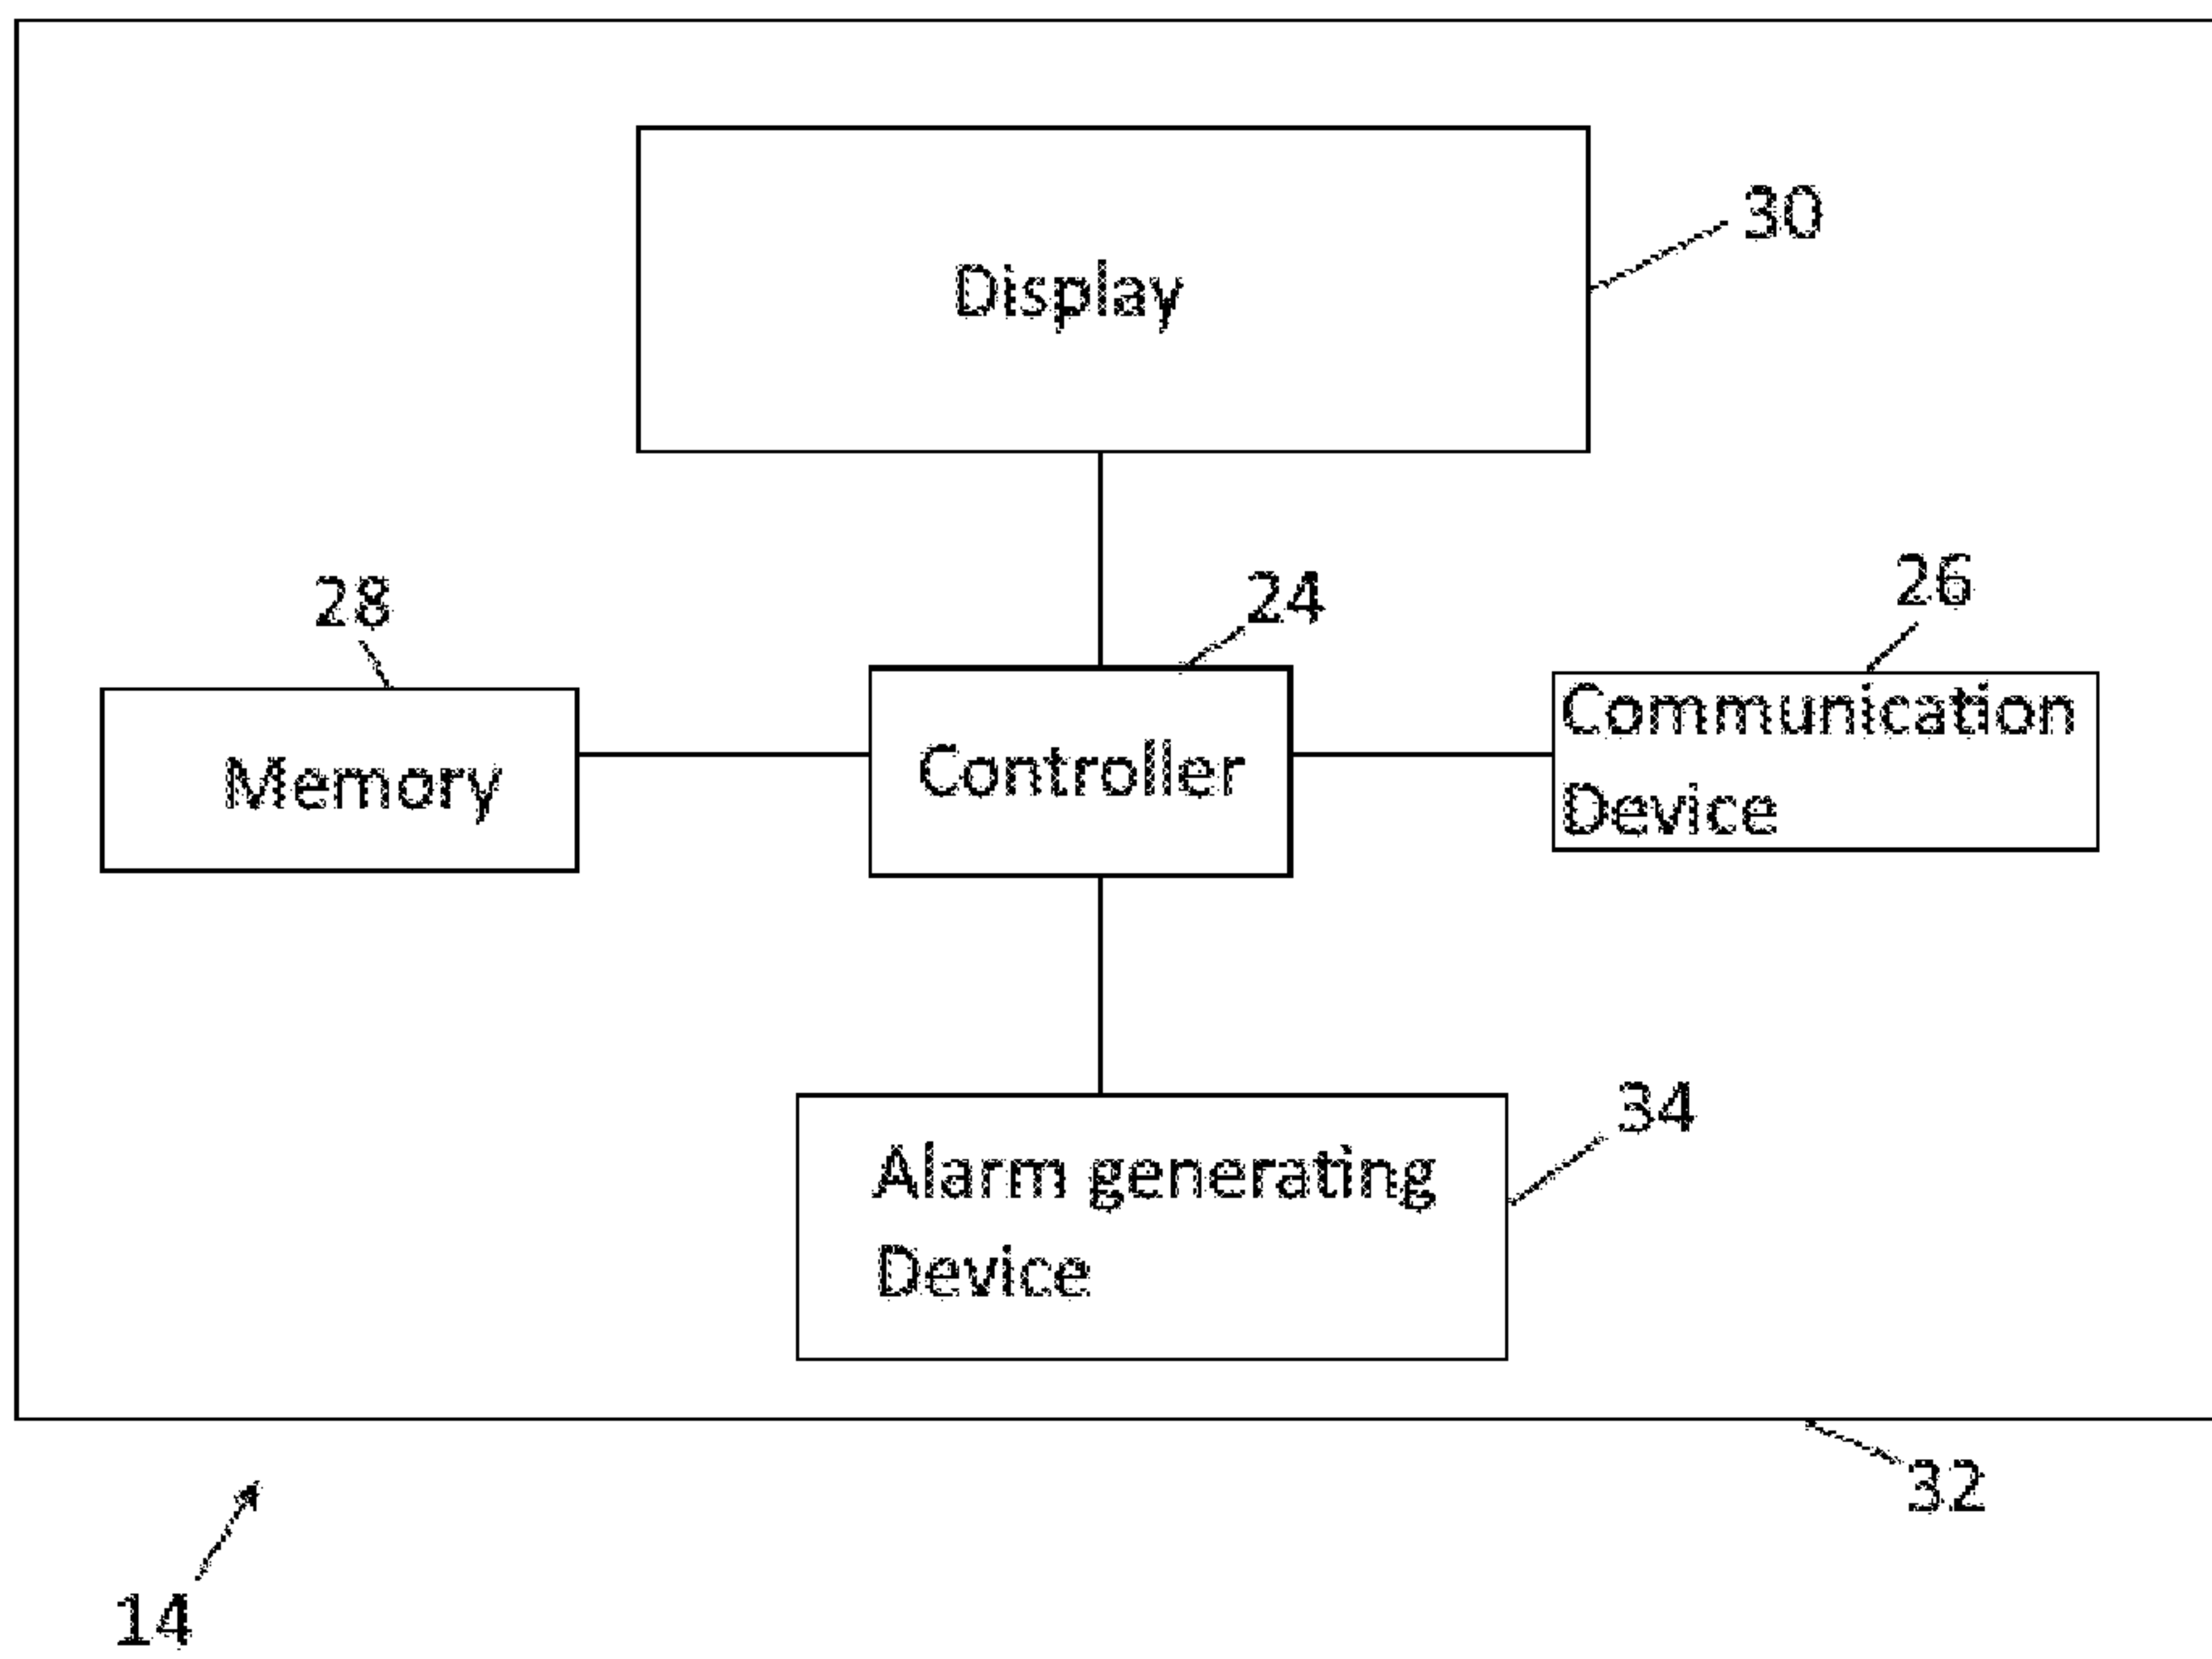 30
Display
28
24
26
Memory
Controller
Communication
Device
34
Alarm generating
Device
32
14